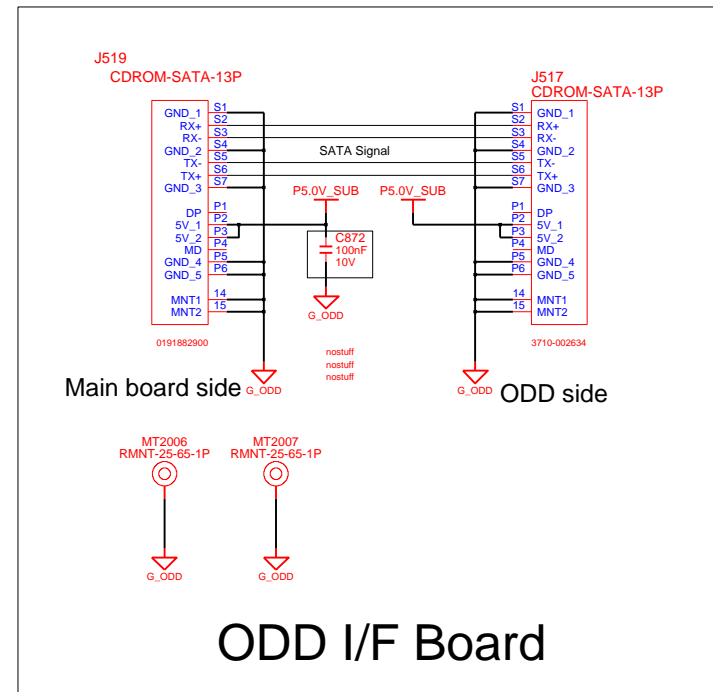 J519
CDROM-SATA-13P
GND_1 S1
RX+ S2
RX- S3
GND_2 S4
TX- S5
TX+ S6
GND_3 S7
DP P1
5V_1 P2
5V_2 P3
MD P4
GND_4 P5
GND_5 P6
MNT1 14
MNT2 15
0191882900
Main board side
G_ODD
SATA Signal
P5.0V_SUB
P5.0V_SUB
C872
100nF
10V
G_ODD
nostuff
nostuff
nostuff
J517
CDROM-SATA-13P
S1 GND_1
S2 RX+
S3 RX-
S4 GND_2
S5 TX-
S6 TX+
S7 GND_3
P1 DP
P2 5V_1
P3 5V_2
P4 MD
P5 GND_4
P6 GND_5
14 MNT1
15 MNT2
3710-002634
G_ODD
ODD side
MT2006
RMNT-25-65-1P
G_ODD
MT2007
RMNT-25-65-1P
G_ODD
ODD I/F Board